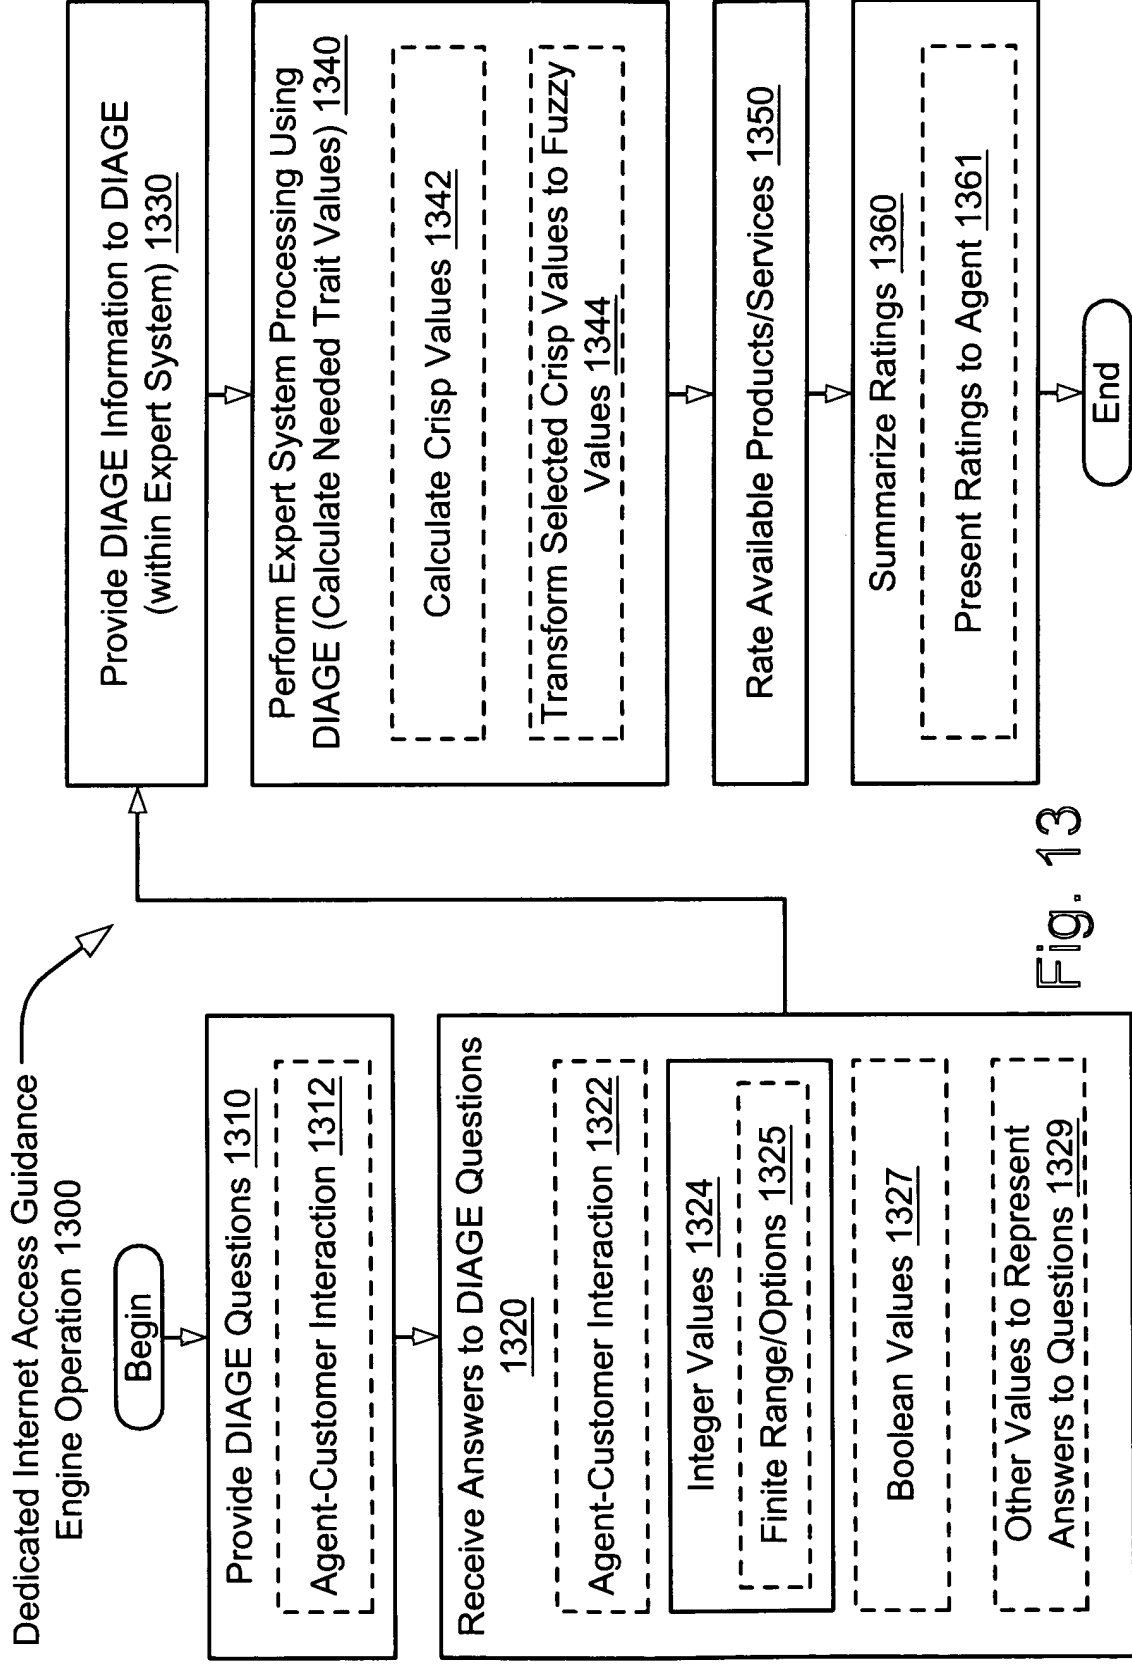 Dedicated Internet Access Guidance
Engine Operation 1300
Begin
Provide DIAGE Questions 1310
Agent-Customer Interaction 1312
Receive Answers to DIAGE Questions
1320
Agent-Customer Interaction 1322
Integer Values 1324
Finite Range/Options 1325
Boolean Values 1327
Other Values to Represent
Answers to Questions 1329
Provide DIAGE Information to DIAGE
(within Expert System) 1330
Perform Expert System Processing Using
DIAGE (Calculate Needed Trait Values) 1340
Calculate Crisp Values 1342
Transform Selected Crisp Values to Fuzzy
Values 1344
Rate Available Products/Services 1350
Summarize Ratings 1360
Present Ratings to Agent 1361
End
Fig. 13